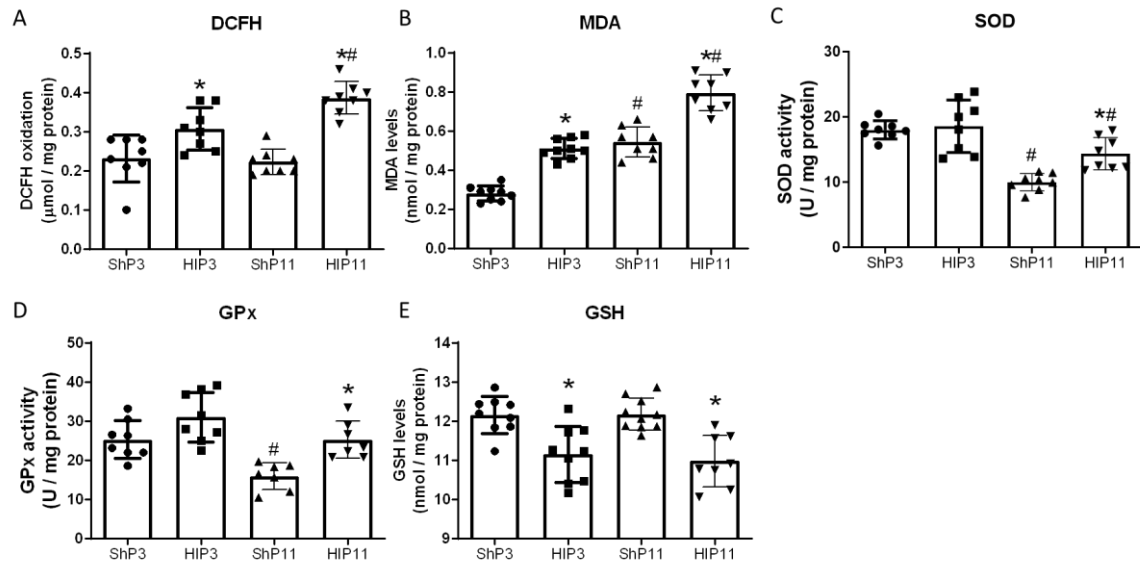 A
DCFH
DCFH oxidation
(μmol / mg protein)
0.5
0.4
0.3
0.2
0.1
0.0
*
*#
ShP3 HIP3 ShP11 HIP11
B
MDA
MDA levels
(nmol / mg protein)
1.0
0.8
0.6
0.4
0.2
0.0
*
#
*#
ShP3 HIP3 ShP11 HIP11
C
SOD
SOD activity
(U / mg protein)
30
20
10
0
#
*#
ShP3 HIP3 ShP11 HIP11
D
GPx
GPx activity
(U / mg protein)
50
40
30
20
10
0
#
*
ShP3 HIP3 ShP11 HIP11
E
GSH
GSH levels
(nmol / mg protein)
14
13
12
11
10
9
*
*
ShP3 HIP3 ShP11 HIP11